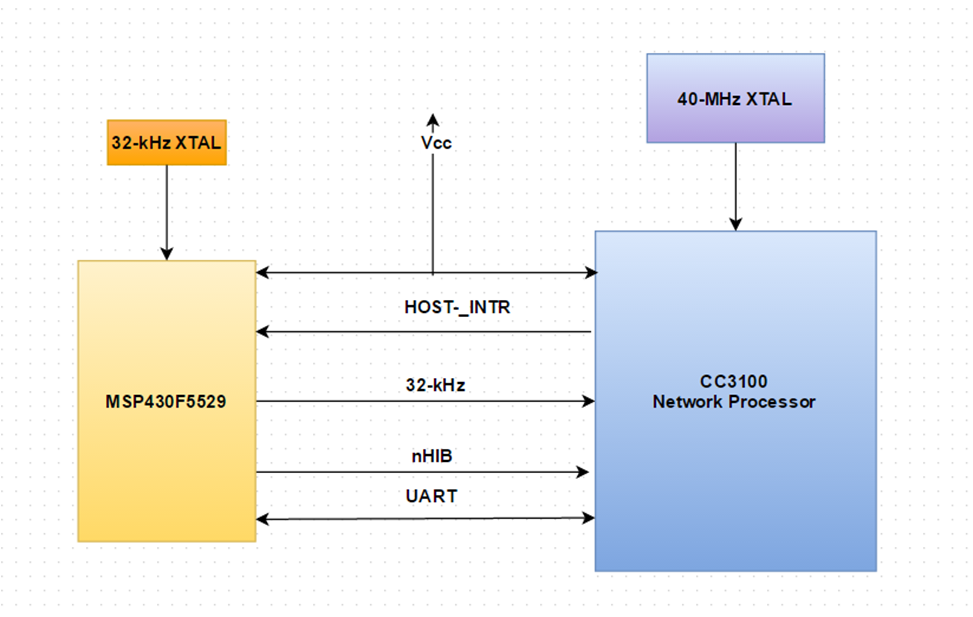 40-MHz XTAL
32-kHz XTAL
Vcc
HOST-_INTR
MSP430F5529
32-kHz
CC3100
Network Processor
nHIB
UART